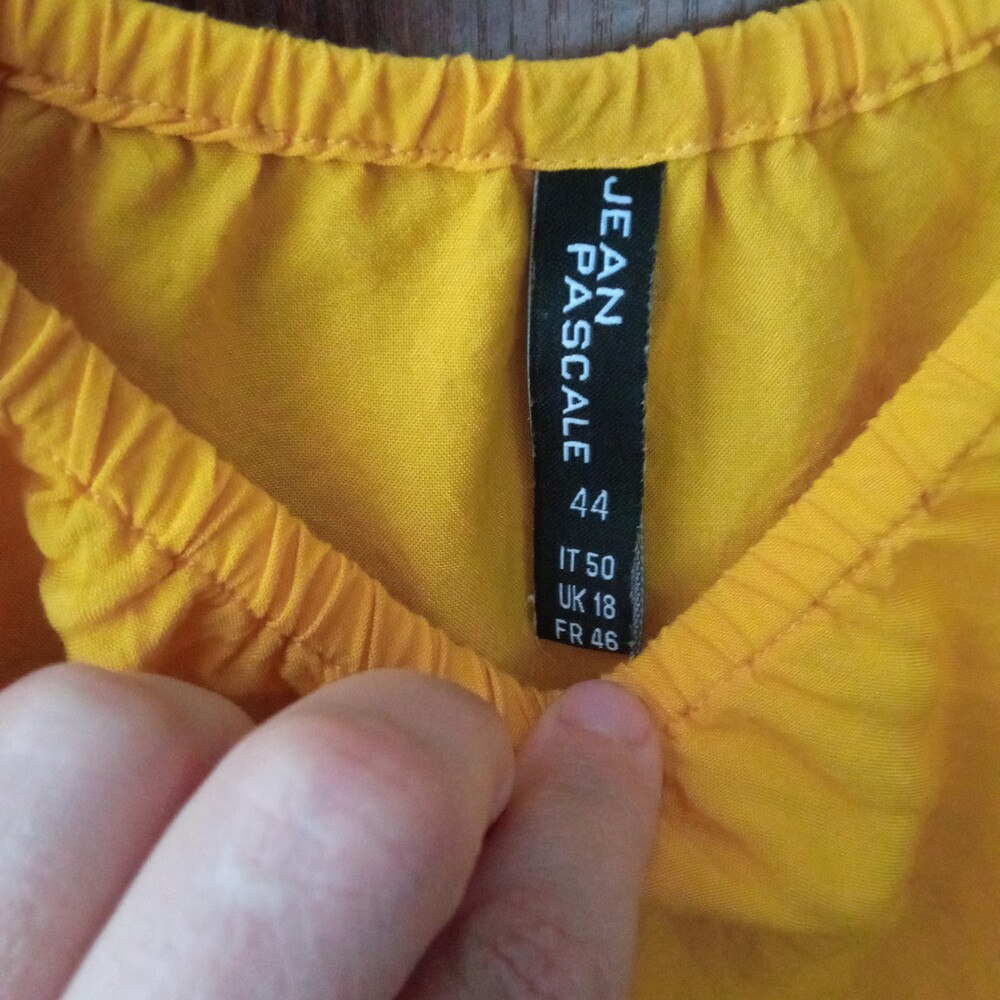 JEAN
PASCALE
44
IT 50
UK 18
FR 46